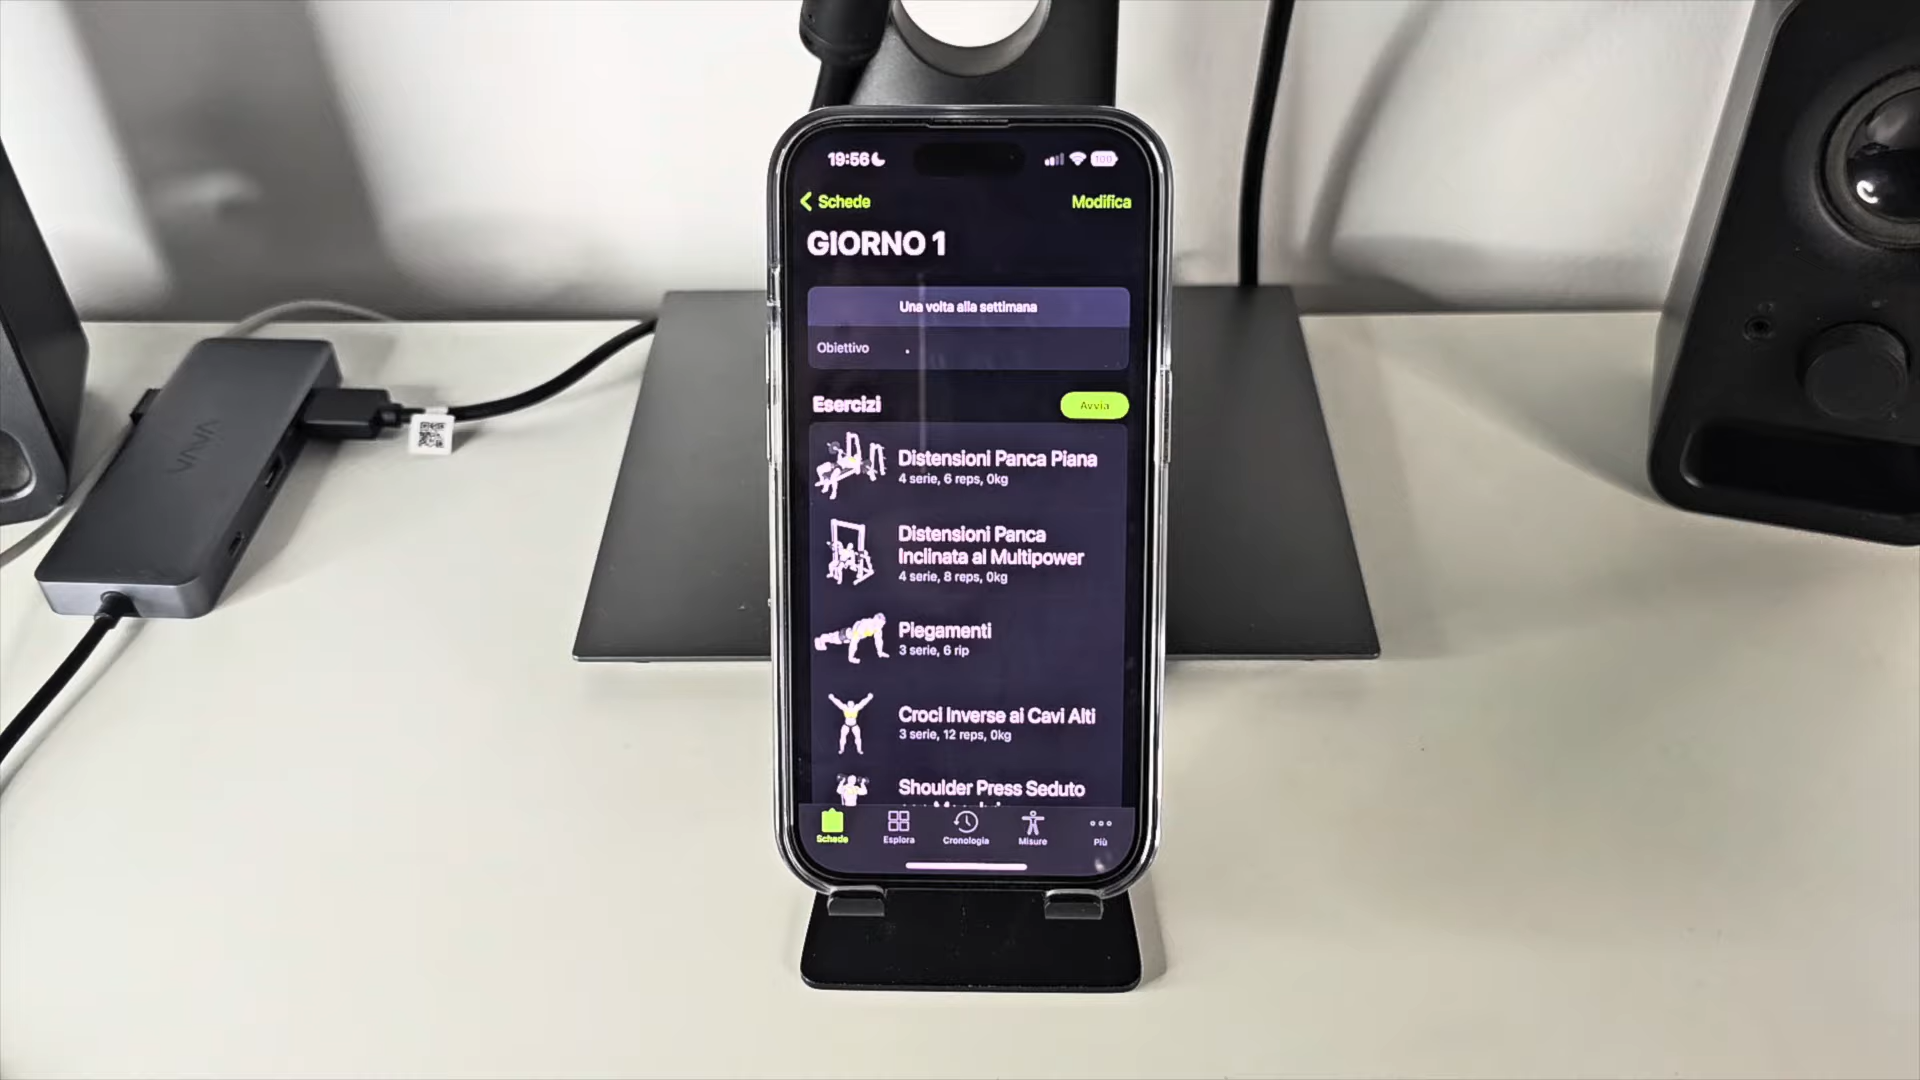 19:56
100
Schede
Modifica
GIORNO 1
Una volta alla settimana
Obiettivo
.
Esercizi
Avvia
Distensioni Panca Piana
4 serie, 6 reps, 0kg
Distensioni Panca
Inclinata al Multipower
4 serie, 8 reps, 0kg
Piegamenti
3 serie, 6 rip
Croci Inverse ai Cavi Alti
3 serie, 12 reps, 0kg
Shoulder Press Seduto
Schede
Esplora
Cronologia
Misure
Più
VAVA